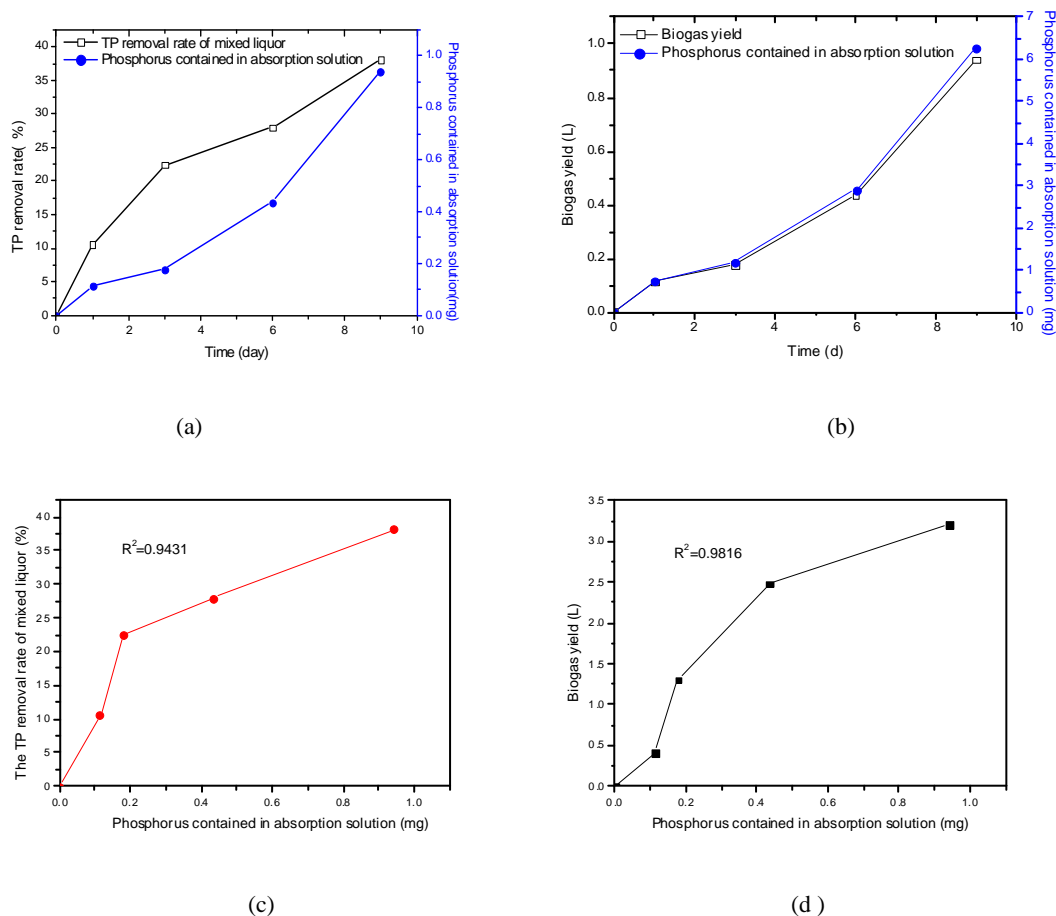 TP removal rate of mixed liquor
Phosphorus contained in absorption solution
TP removal rate( %)
40
35
30
25
20
15
10
5
0
0 2 4 6 8 10
Time (day)
1.0
0.8
0.6
0.4
0.2
0.0
Phosphorus contained in absorption solution(mg)
(a)
Biogas yield
Phosphorus contained in absorption solution
Biogas yield (L)
1.0
0.8
0.6
0.4
0.2
0.0
0 2 4 6 8 10
Time (d)
7
6
5
4
3
2
1
0
Phosphorus contained in absorption solution (mg)
(b)
R2=0.9431
The TP removal rate of mixed liquor (%)
40
35
30
25
20
15
10
5
0
0.0 0.2 0.4 0.6 0.8 1.0
Phosphorus contained in absorption solution (mg)
(c)
R2=0.9816
Biogas yield (L)
3.5
3.0
2.5
2.0
1.5
1.0
0.5
0.0
0.0 0.2 0.4 0.6 0.8 1.0
Phosphorus contained in absorption solution (mg)
(d )